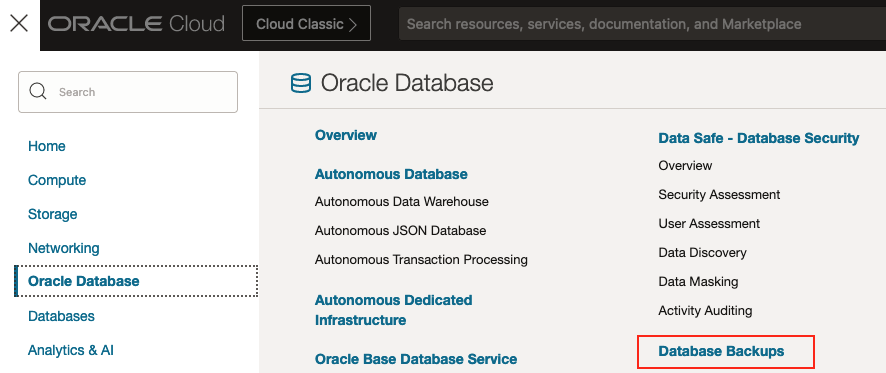 ORACLE Cloud
Cloud Classic >
Search resources, services, documentation, and Marketplace
Search
Home
Compute
Storage
Networking
Oracle Database
Databases
Analytics & AI
Oracle Database
Overview
Autonomous Database
Autonomous Data Warehouse
Autonomous JSON Database
Autonomous Transaction Processing
Autonomous Dedicated
Infrastructure
Oracle Base Database Service
Data Safe - Database Security
Overview
Security Assessment
User Assessment
Data Discovery
Data Masking
Activity Auditing
Database Backups